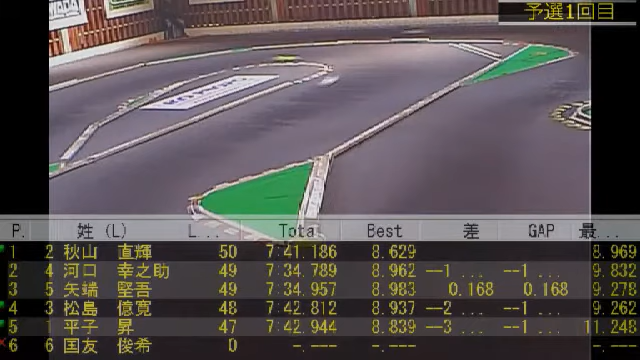 予選1回目
P. 姓 (L) L... Tota Best 差 GAP 最...
1 2 秋山 直輝 50 7:41.186 8.629 8.969
2 4 河口 幸之助 49 7:34.789 8.962 --1 ... --1 ... 9.832
3 5 矢端 堅吾 49 7:34.957 8.983 0.168 0.168 9.278
4 3 松島 億寛 48 7:42.812 8.937 --2 ... --1 ... 9.262
5 1 平子 昇 47 7:42.944 8.839 --3 ... --1 ... 11.248
6 6 国友 俊希 0 --.--- -.--- -.---